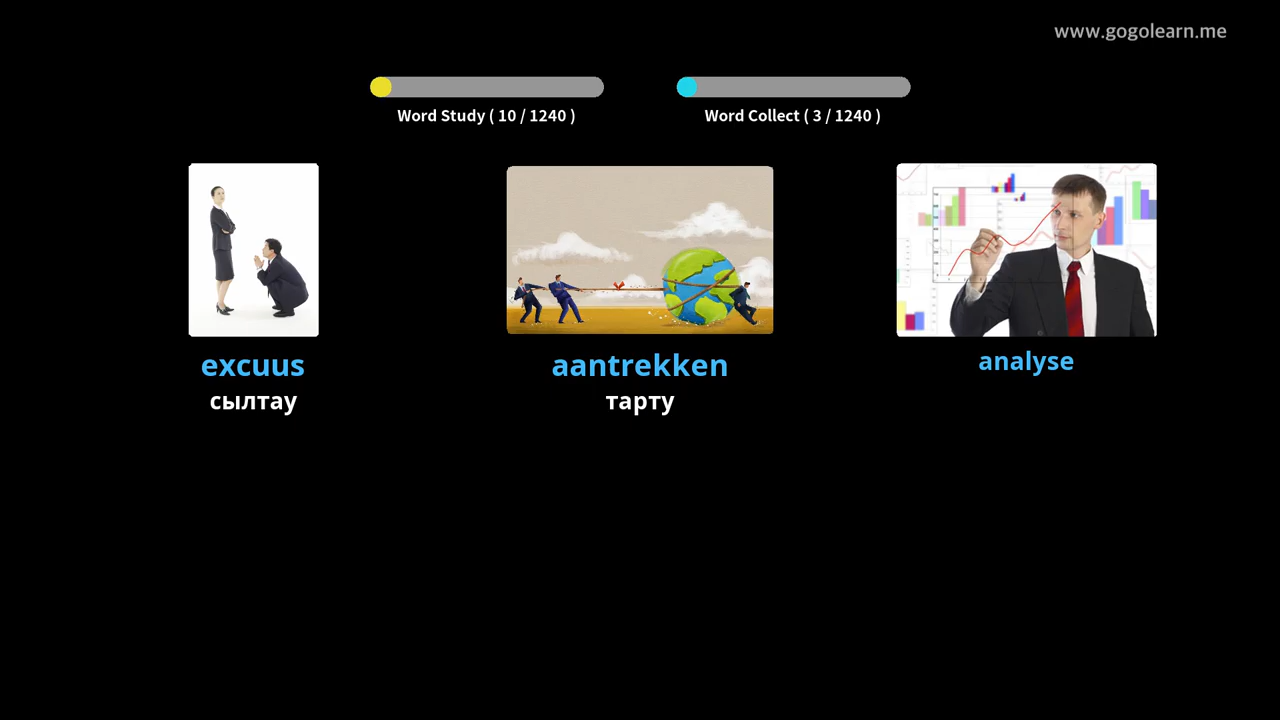 www.gogolearn.me
Word Study ( 10 / 1240 )
Word Collect ( 3 / 1240 )
excuus
сылтау
aantrekken
тарту
analyse